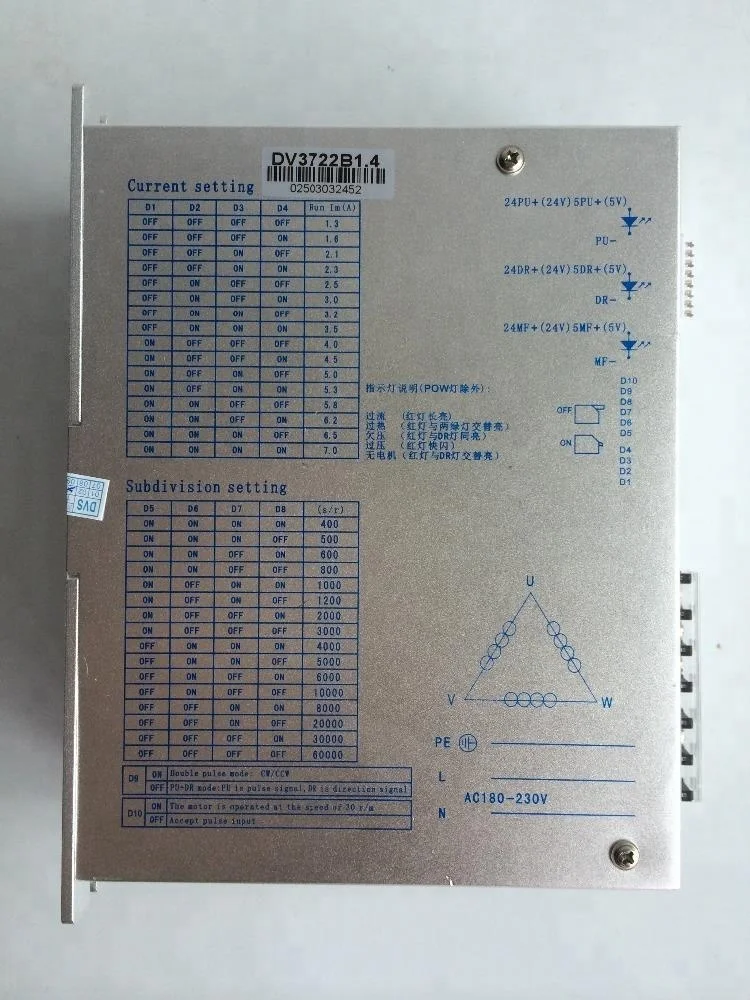 DV3722B1.4
02503032452
Current setting
D1 D2 D3 D4 Run Im(A)
OFF OFF OFF OFF 1.3
OFF OFF OFF ON 1.6
OFF OFF ON OFF 2.1
OFF OFF ON ON 2.3
OFF ON OFF OFF 2.5
OFF ON OFF ON 3.0
OFF ON ON OFF 3.2
OFF ON ON ON 3.5
ON OFF OFF OFF 4.0
ON OFF OFF ON 4.5
ON OFF ON OFF 5.0
ON OFF ON ON 5.3
ON ON OFF OFF 5.8
ON ON OFF ON 6.2
ON ON ON OFF 6.5
ON ON ON ON 7.0
24PU+(24V)5PU+(5V)
PU-
24DR+(24V)5DR+(5V)
DR-
24MF+(24V)5MF+(5V)
MF-
指示灯说明(POW灯除外):
过流 (红灯长亮)
过热 (红灯与两绿灯交替亮)
欠压 (红灯与DR灯同亮)
过压 (红灯快闪)
无电机 (红灯与DR灯交替亮)
OFF
ON
D10
D9
D8
D7
D6
D5
D4
D3
D2
D1
DVS
Subdivision setting
D5 D6 D7 D8 (s/r)
ON ON ON ON 400
ON ON ON OFF 500
ON ON OFF ON 600
ON ON OFF OFF 800
ON OFF ON ON 1000
ON OFF ON OFF 1200
ON OFF OFF ON 2000
ON OFF OFF OFF 3000
OFF ON ON ON 4000
OFF ON ON OFF 5000
OFF ON OFF ON 6000
OFF ON OFF OFF 10000
OFF OFF ON ON 8000
OFF OFF ON OFF 20000
OFF OFF OFF ON 30000
OFF OFF OFF OFF 60000
D9 ON Double pulse mode: CW/CCW
OFF PU+DR mode:PU is pulse signal,DR is direction signal
D10 ON The motor is operated at the speed of 30 r/m
OFF Accept pulse input
U
V
W
PE
L
AC180-230V
N